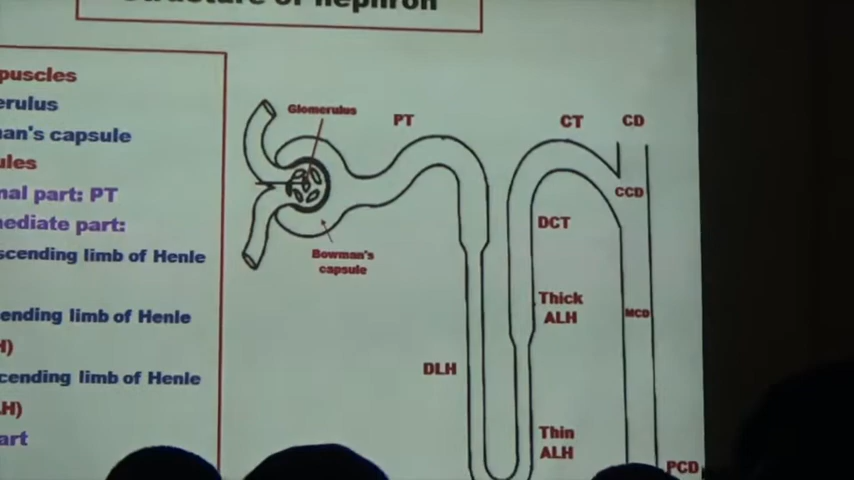 Structure of nephron
puscles
erulus
an's capsule
ules
nal part: PT
ediate part:
scending limb of Henle
ending limb of Henle
H)
cending limb of Henle
LH)
art
Glomerulus
PT
CT
CD
CCD
DCT
Bowman's
capsule
Thick
ALH
MCD
DLH
Thin
ALH
PCD